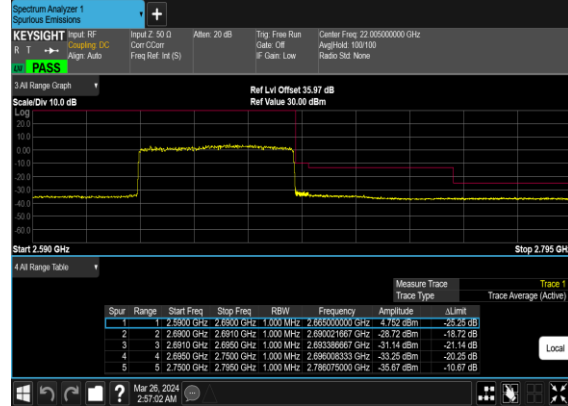 Spectrum Analyzer 1
Spurious Emissions
+
KEYSIGHT Input: RF Input Z: 50 Ω Atten: 20 dB Trig: Free Run Center Freq: 22.005000000 GHz
R T Coupling: DC Corr CCorr Gate: Off Avg|Hold: 100/100
Align: Auto Freq Ref: Int (S) IF Gain: Low Radio Std: None
PASS
3 All Range Graph
Ref Lvl Offset 35.97 dB
Scale/Div 10.0 dB Ref Value 30.00 dBm
Log
20.0
10.0
0.00
-10.0
-20.0
-30.0
-40.0
-50.0
-60.0
Start 2.590 GHz Stop 2.795 GH
4 All Range Table
Measure Trace Trace 1
Trace Type Trace Average (Active)
Spur Range Start Freq Stop Freq RBW Frequency Amplitude ΔLimit
1 1 2.5900 GHz 2.6900 GHz 1.000 MHz 2.665000000 GHz 4.752 dBm -25.25 dB
2 2 2.6900 GHz 2.6910 GHz 1.000 MHz 2.690021667 GHz -28.72 dBm -18.72 dB
3 3 2.6910 GHz 2.6950 GHz 1.000 MHz 2.693386667 GHz -31.14 dBm -21.14 dB
4 4 2.6950 GHz 2.7500 GHz 1.000 MHz 2.696008333 GHz -33.25 dBm -20.25 dB
5 5 2.7500 GHz 2.7950 GHz 1.000 MHz 2.786075000 GHz -35.67 dBm -10.67 dB
Local
?
Mar 26, 2024
2:57:02 AM